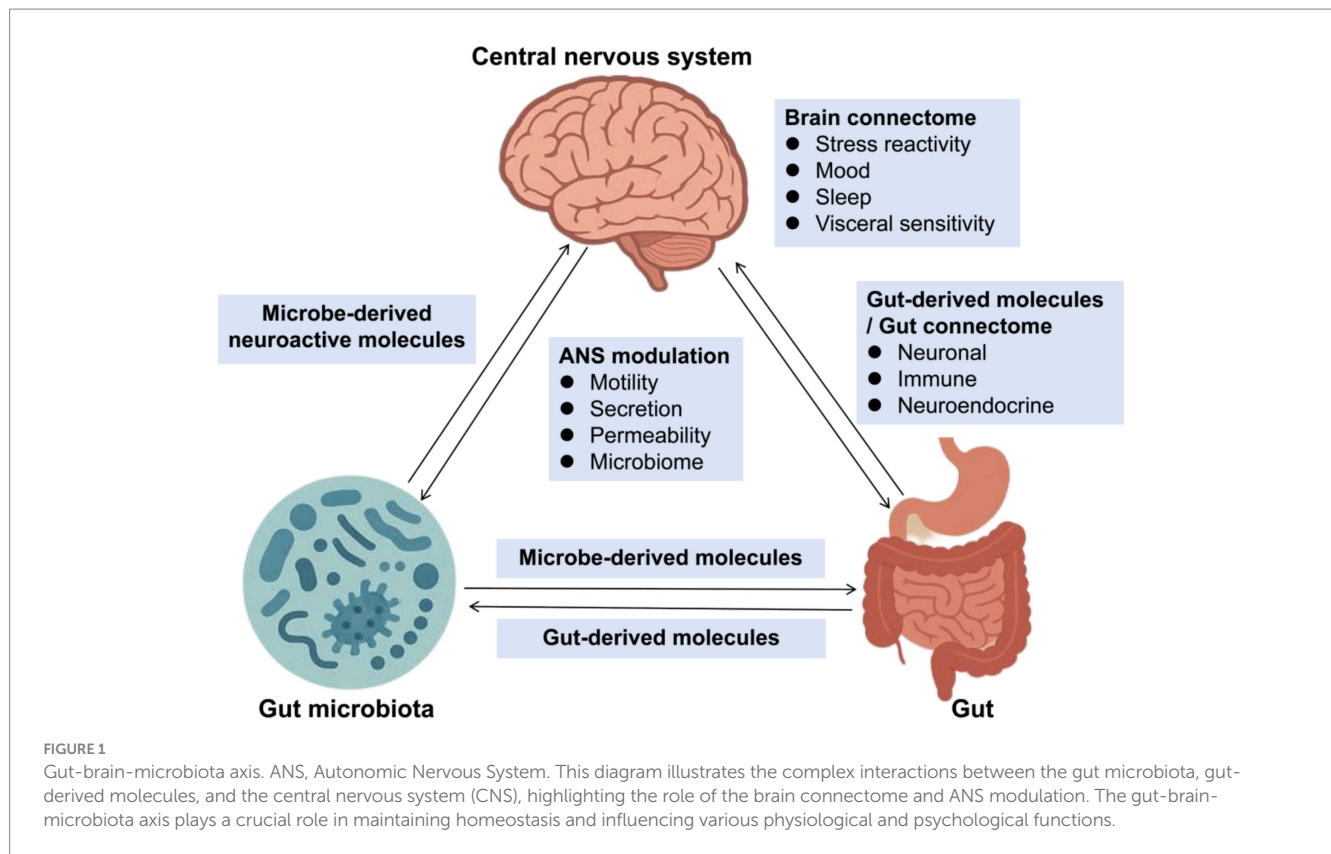 Central nervous system
Brain connectome
● Stress reactivity
● Mood
● Sleep
● Visceral sensitivity
Microbe-derived
neuroactive molecules
ANS modulation
● Motility
● Secretion
● Permeability
● Microbiome
Gut-derived molecules
/ Gut connectome
● Neuronal
● Immune
● Neuroendocrine
Microbe-derived molecules
Gut-derived molecules
Gut microbiota
Gut
FIGURE 1
Gut-brain-microbiota axis. ANS, Autonomic Nervous System. This diagram illustrates the complex interactions between the gut microbiota, gut-
derived molecules, and the central nervous system (CNS), highlighting the role of the brain connectome and ANS modulation. The gut-brain-
microbiota axis plays a crucial role in maintaining homeostasis and influencing various physiological and psychological functions.